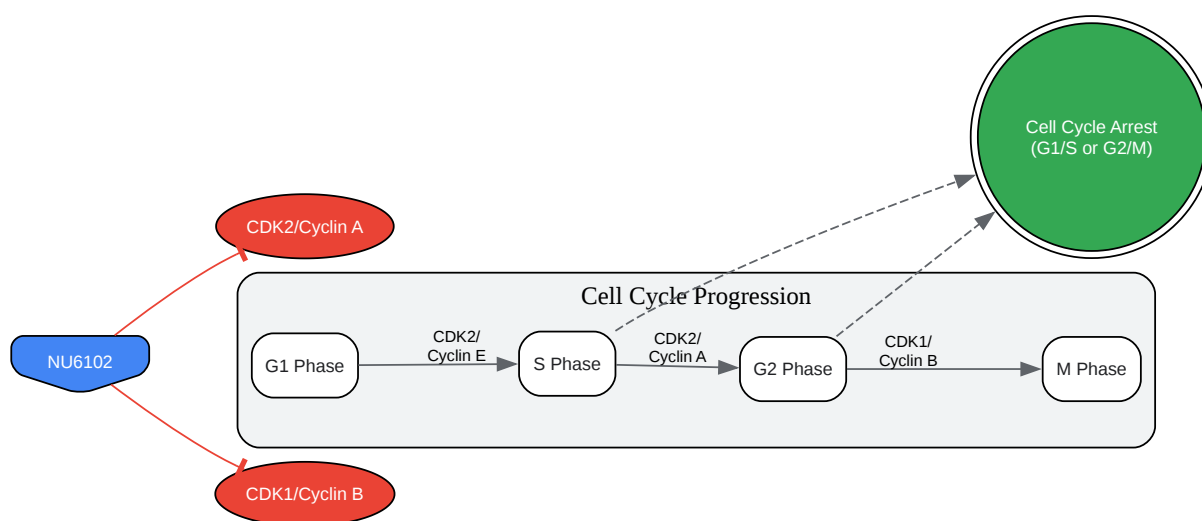 Cell Cycle Arrest
(G1/S or G2/M)
CDK2/Cyclin A
Cell Cycle Progression
NU6102
G1 Phase
CDK2/
Cyclin E
S Phase
CDK2/
Cyclin A
G2 Phase
CDK1/
Cyclin B
M Phase
CDK1/Cyclin B